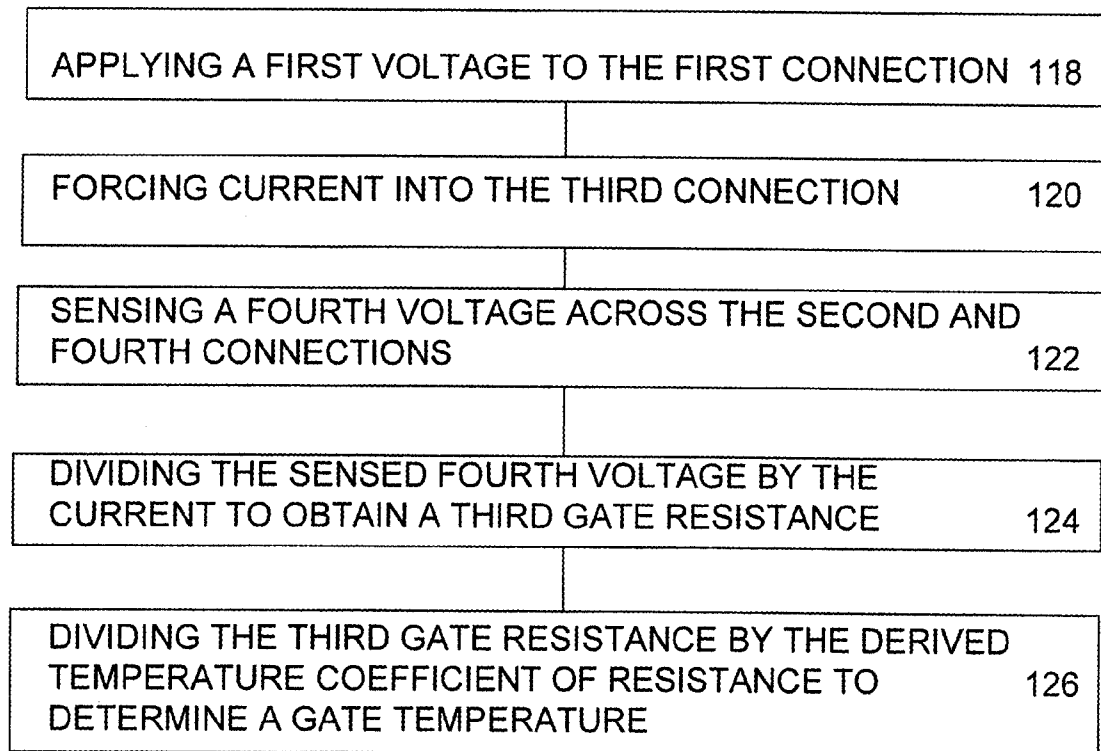 APPLYING A FIRST VOLTAGE TO THE FIRST CONNECTION 118
FORCING CURRENT INTO THE THIRD CONNECTION 120
SENSING A FOURTH VOLTAGE ACROSS THE SECOND AND
FOURTH CONNECTIONS 122
DIVIDING THE SENSED FOURTH VOLTAGE BY THE
CURRENT TO OBTAIN A THIRD GATE RESISTANCE 124
DIVIDING THE THIRD GATE RESISTANCE BY THE DERIVED
TEMPERATURE COEFFICIENT OF RESISTANCE TO 126
DETERMINE A GATE TEMPERATURE